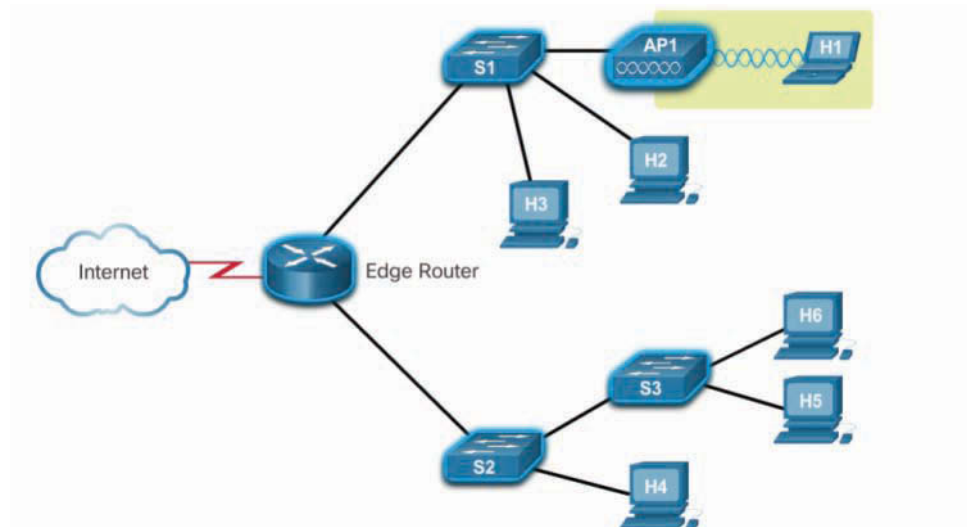 S1
AP1
H1
H2
H3
Internet
Edge Router
H6
S3
H5
S2
H4